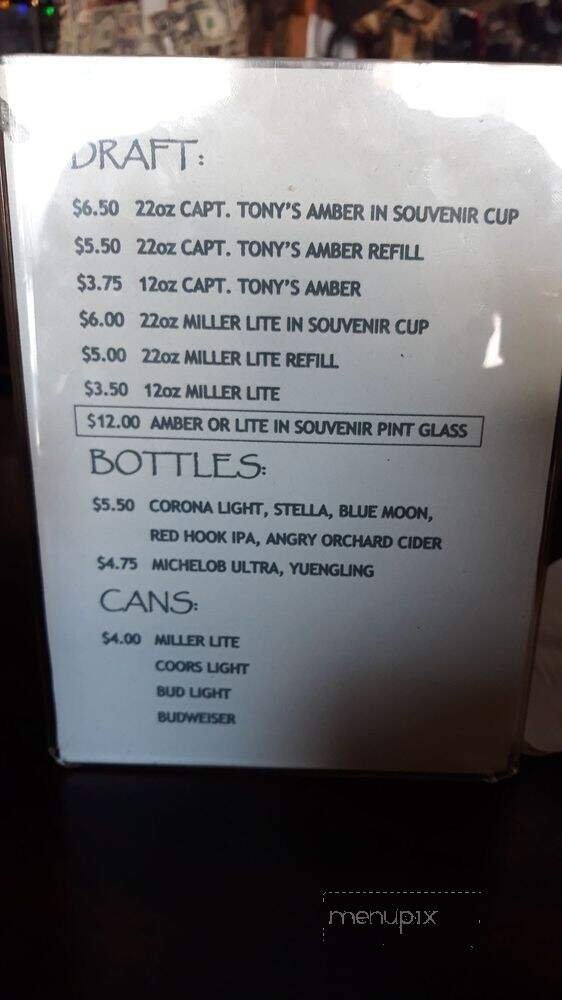 DRAFT:
$6.50 22oz CAPT. TONY'S AMBER IN SOUVENIR CUP
$5.50 22oz CAPT. TONY'S AMBER REFILL
$3.75 12oz CAPT. TONY'S AMBER
$6.00 22oz MILLER LITE IN SOUVENIR CUP
$5.00 22oz MILLER LITE REFILL
$3.50 12oz MILLER LITE
$12.00 AMBER OR LITE IN SOUVENIR PINT GLASS
BOTTLES:
$5.50 CORONA LIGHT, STELLA, BLUE MOON,
RED HOOK IPA, ANGRY ORCHARD CIDER
$4.75 MICHELOB ULTRA, YUENGLING
CANS:
$4.00 MILLER LITE
COORS LIGHT
BUD LIGHT
BUDWEISER
menupix